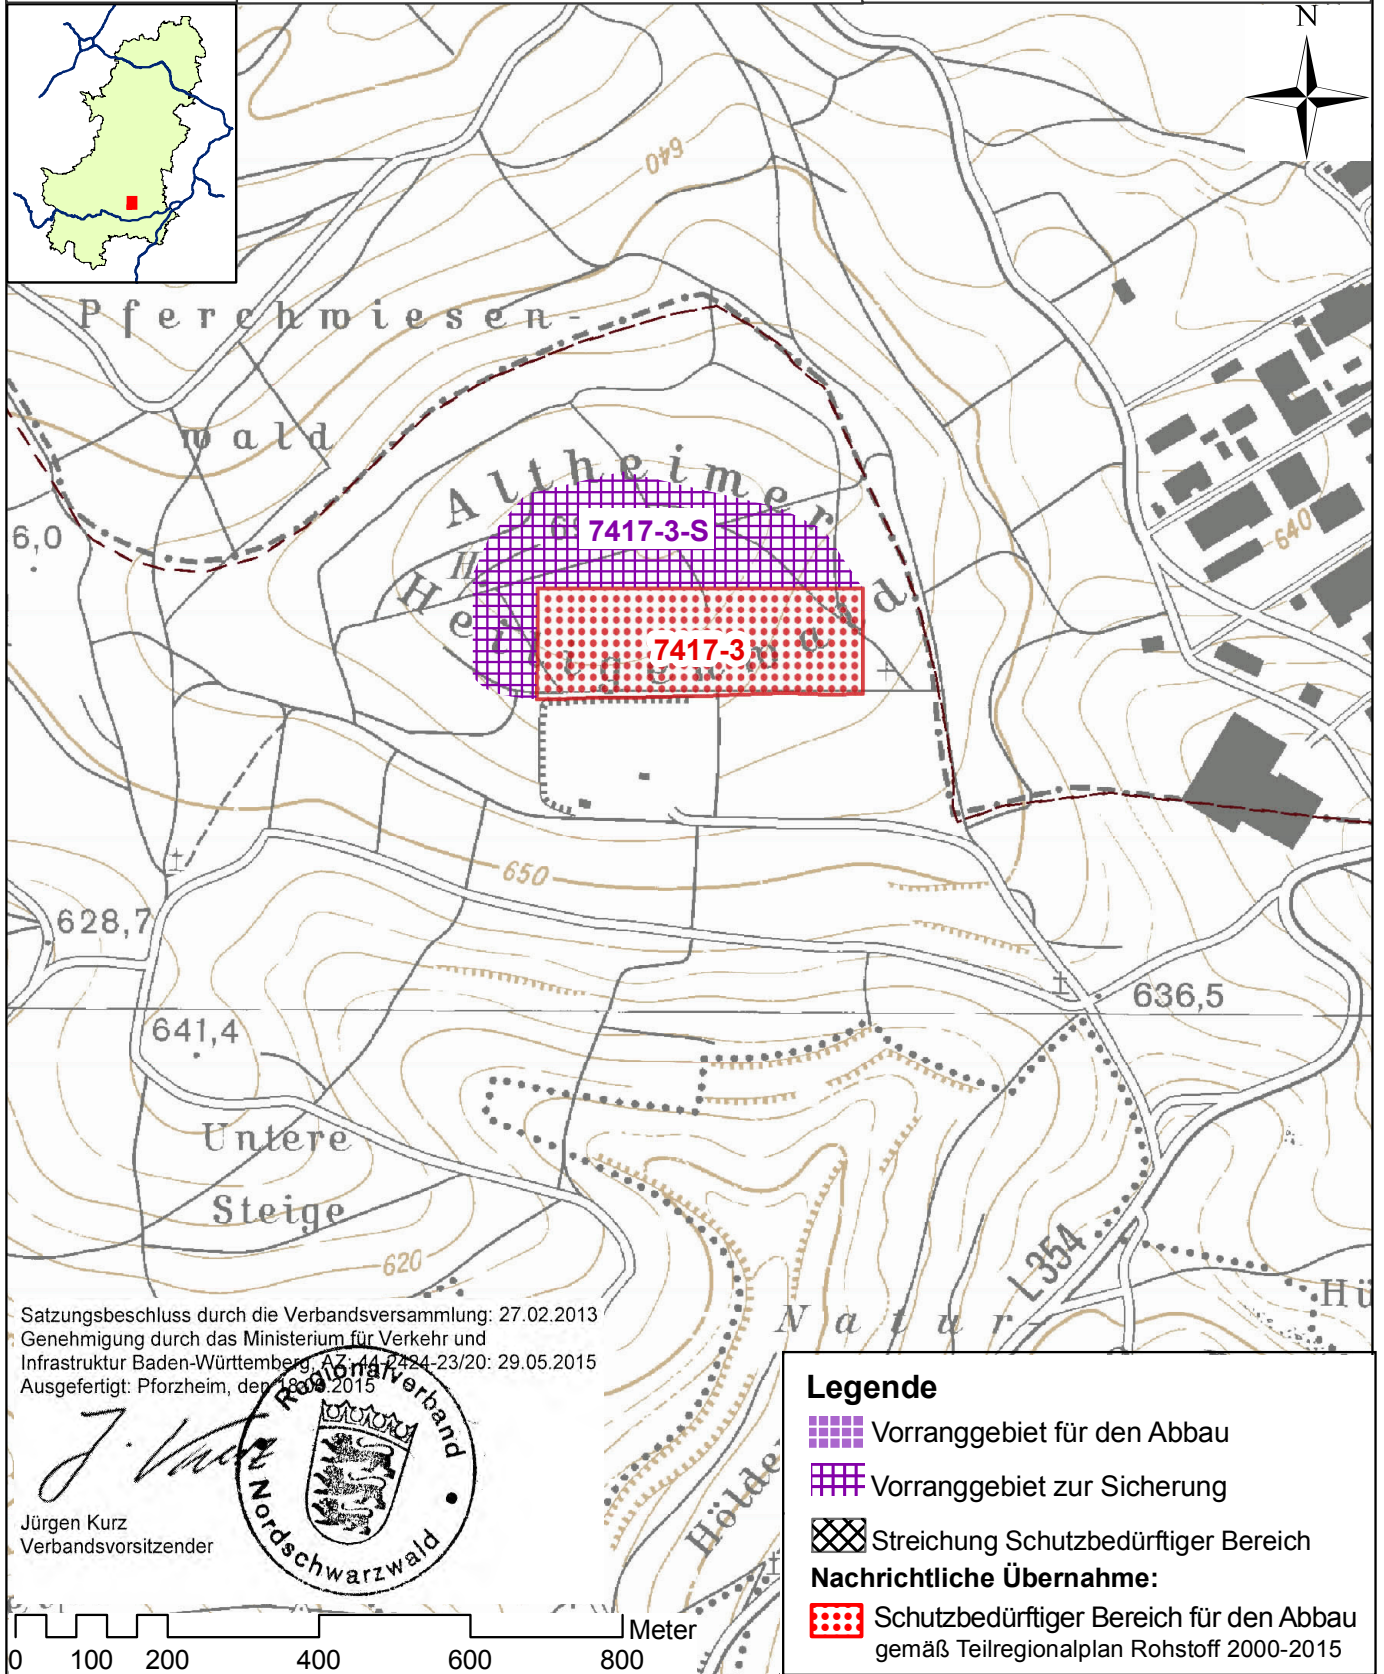 N
640
Pferchwiesen-
wald
Altheimer
6,0
7417-3-S
640
H
Heiligenwald
7417-3
650
628,7
636,5
641,4
Untere
Steige
620
L 354
Natur-
Hü
Hölde
Satzungsbeschluss durch die Verbandsversammlung: 27.02.2013
Genehmigung durch das Ministerium für Verkehr und
Infrastruktur Baden-Württemberg, AZ: 44-2424-23/20: 29.05.2015
Ausgefertigt: Pforzheim, den 2015
Regionalverband
Nordschwarzwald
Jürgen Kurz
Verbandsvorsitzender
0 100 200 400 600 800 Meter
Legende
Vorranggebiet für den Abbau
Vorranggebiet zur Sicherung
Streichung Schutzbedürftiger Bereich
Nachrichtliche Übernahme:
Schutzbedürftiger Bereich für den Abbau
gemäß Teilregionalplan Rohstoff 2000-2015